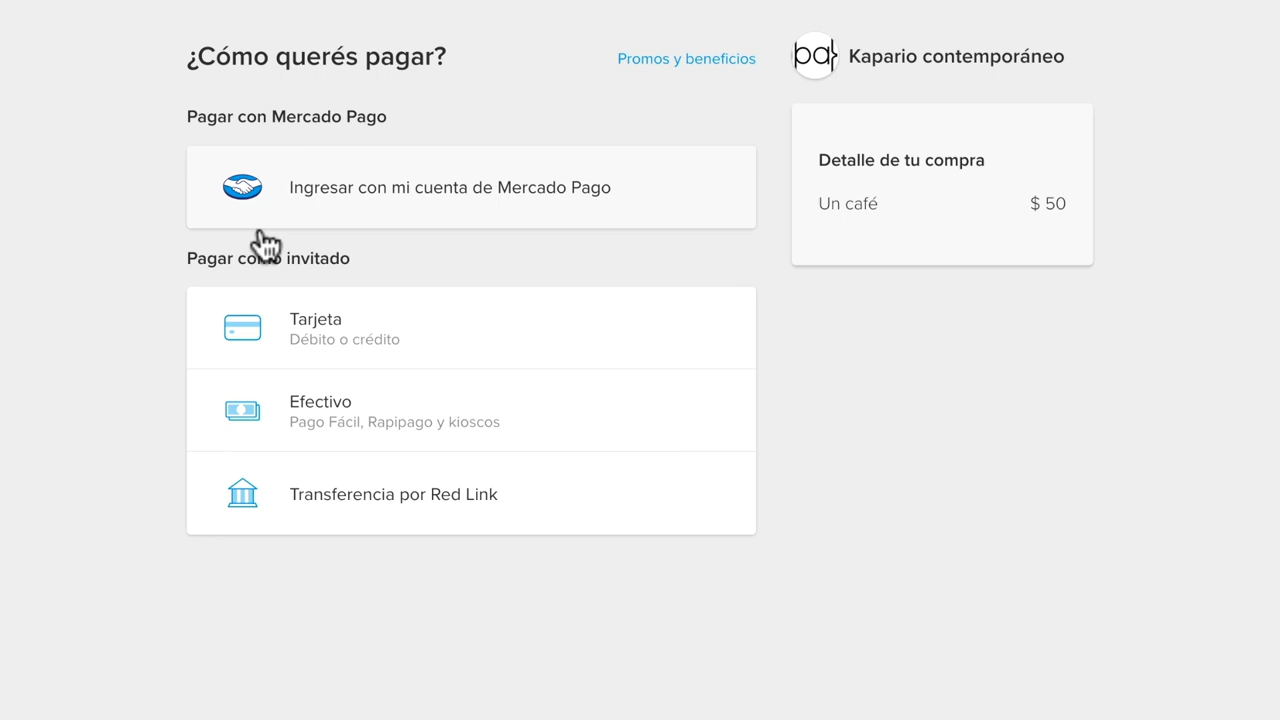 ¿Cómo querés pagar?
Promos y beneficios
Pagar con Mercado Pago
Ingresar con mi cuenta de Mercado Pago
Pagar como invitado
Tarjeta
Débito o crédito
Efectivo
Pago Fácil, Rapipago y kioscos
Transferencia por Red Link
pa}
Kapario contemporáneo
Detalle de tu compra
Un café $ 50